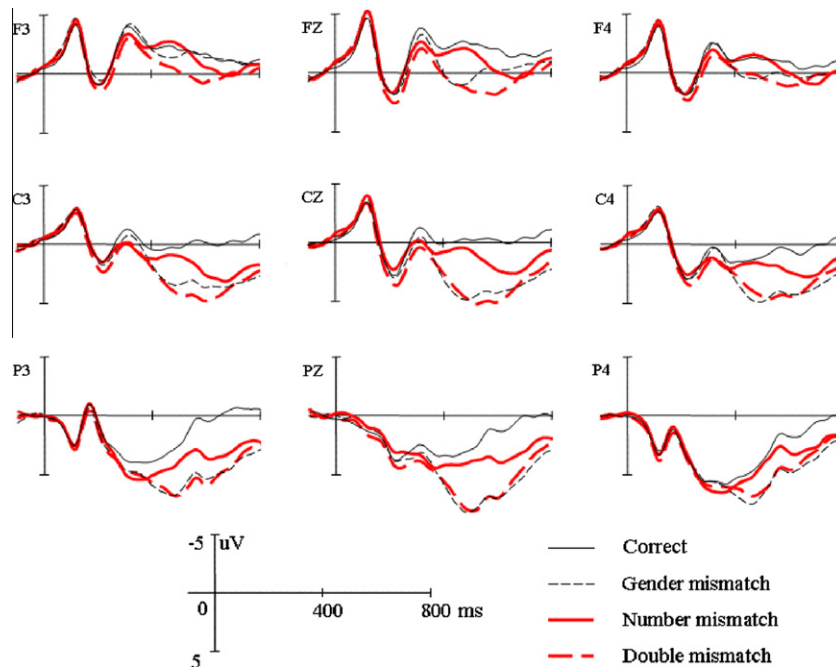 F3 FZ F4
C3 CZ C4
P3 PZ P4
-5 uV
0 400 800 ms
5
Correct
Gender mismatch
Number mismatch
Double mismatch